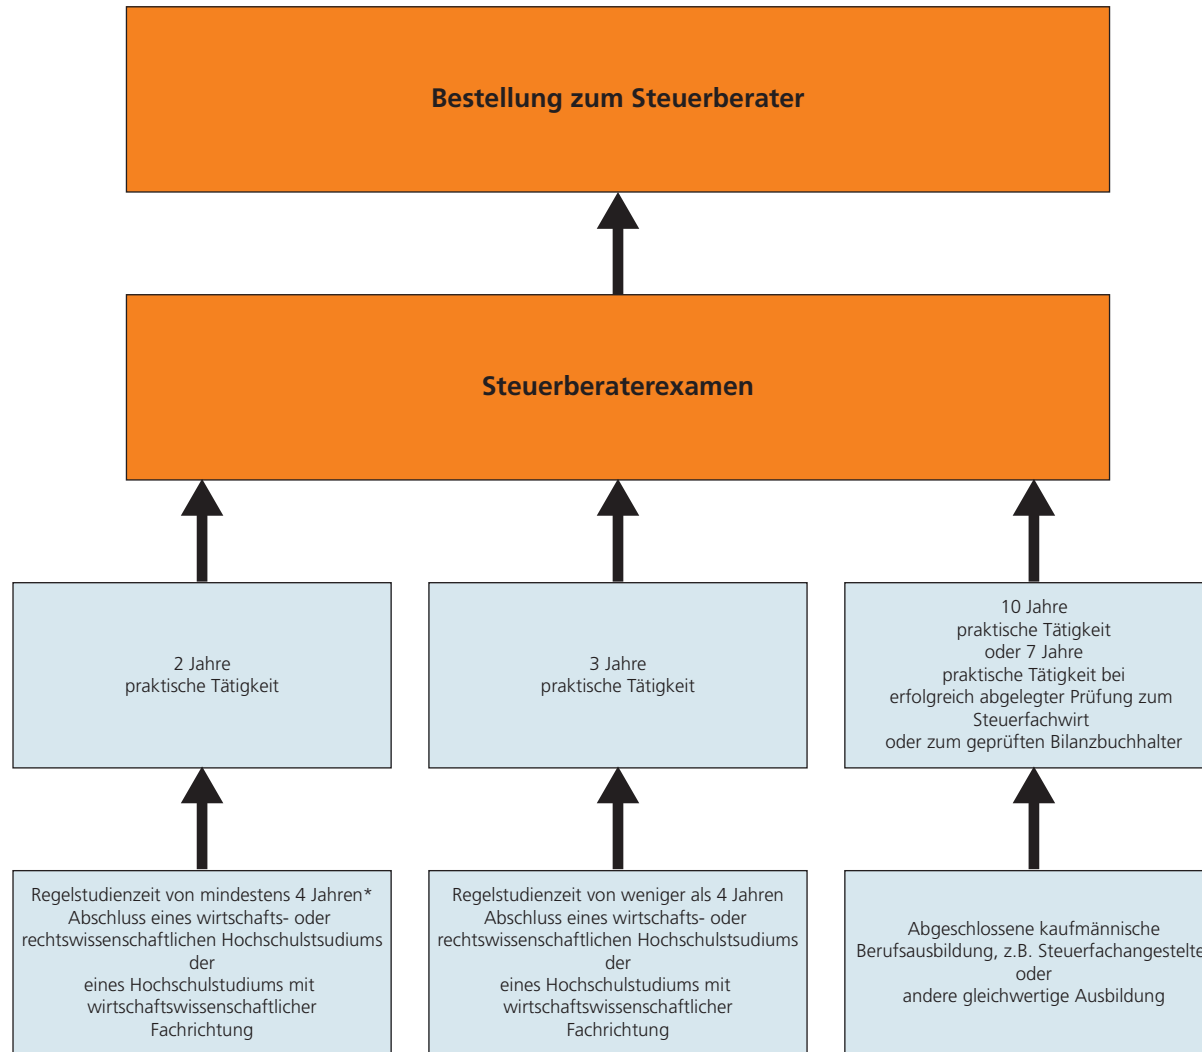 Bestellung zum Steuerberater
Steuerberaterexamen
2 Jahre
praktische Tätigkeit
3 Jahre
praktische Tätigkeit
10 Jahre
praktische Tätigkeit
oder 7 Jahre
praktische Tätigkeit bei
erfolgreich abgelegter Prüfung zum
Steuerfachwirt
oder zum geprüften Bilanzbuchhalter
Regelstudienzeit von mindestens 4 Jahren*
Abschluss eines wirtschafts- oder
rechtswissenschaftlichen Hochschulstsudiums
der
eines Hochschulstudiums mit
wirtschaftswissenschaftlicher
Fachrichtung
Regelstudienzeit von weniger als 4 Jahren
Abschluss eines wirtschafts- oder
rechtswissenschaftlichen Hochschulstsudiums
der
eines Hochschulstudiums mit
wirtschaftswissenschaftlicher
Fachrichtung
Abgeschlossene kaufmännische
Berufsausbildung, z.B. Steuerfachangestelte
oder
andere gleichwertige Ausbildung